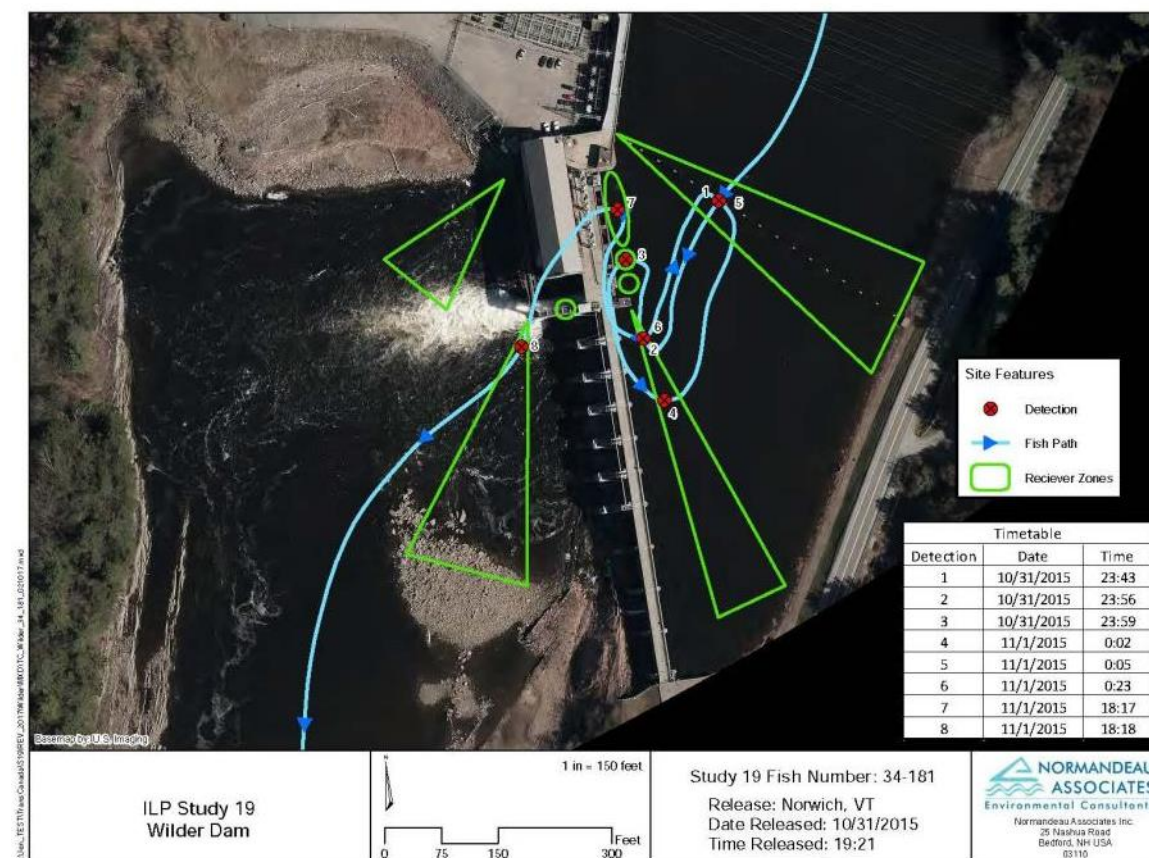 1
5
7
3
6
2
8
4
Site Features
Detection
Fish Path
Reciever Zones
Timetable
Detection Date Time
1 10/31/2015 23:43
2 10/31/2015 23:56
3 10/31/2015 23:59
4 11/1/2015 0:02
5 11/1/2015 0:05
6 11/1/2015 0:23
7 11/1/2015 18:17
8 11/1/2015 18:18
Basemap by: U.S. Imaging
ILP Study 19
Wilder Dam
N
1 in = 150 feet
Feet
0 75 150 300
Study 19 Fish Number: 34-181
Release: Norwich, VT
Date Released: 10/31/2015
Time Released: 19:21
NORMANDEAU
ASSOCIATES
Environmental Consultant
Normandeau Associates Inc.
25 Nashua Road
Bedford, NH USA
03110